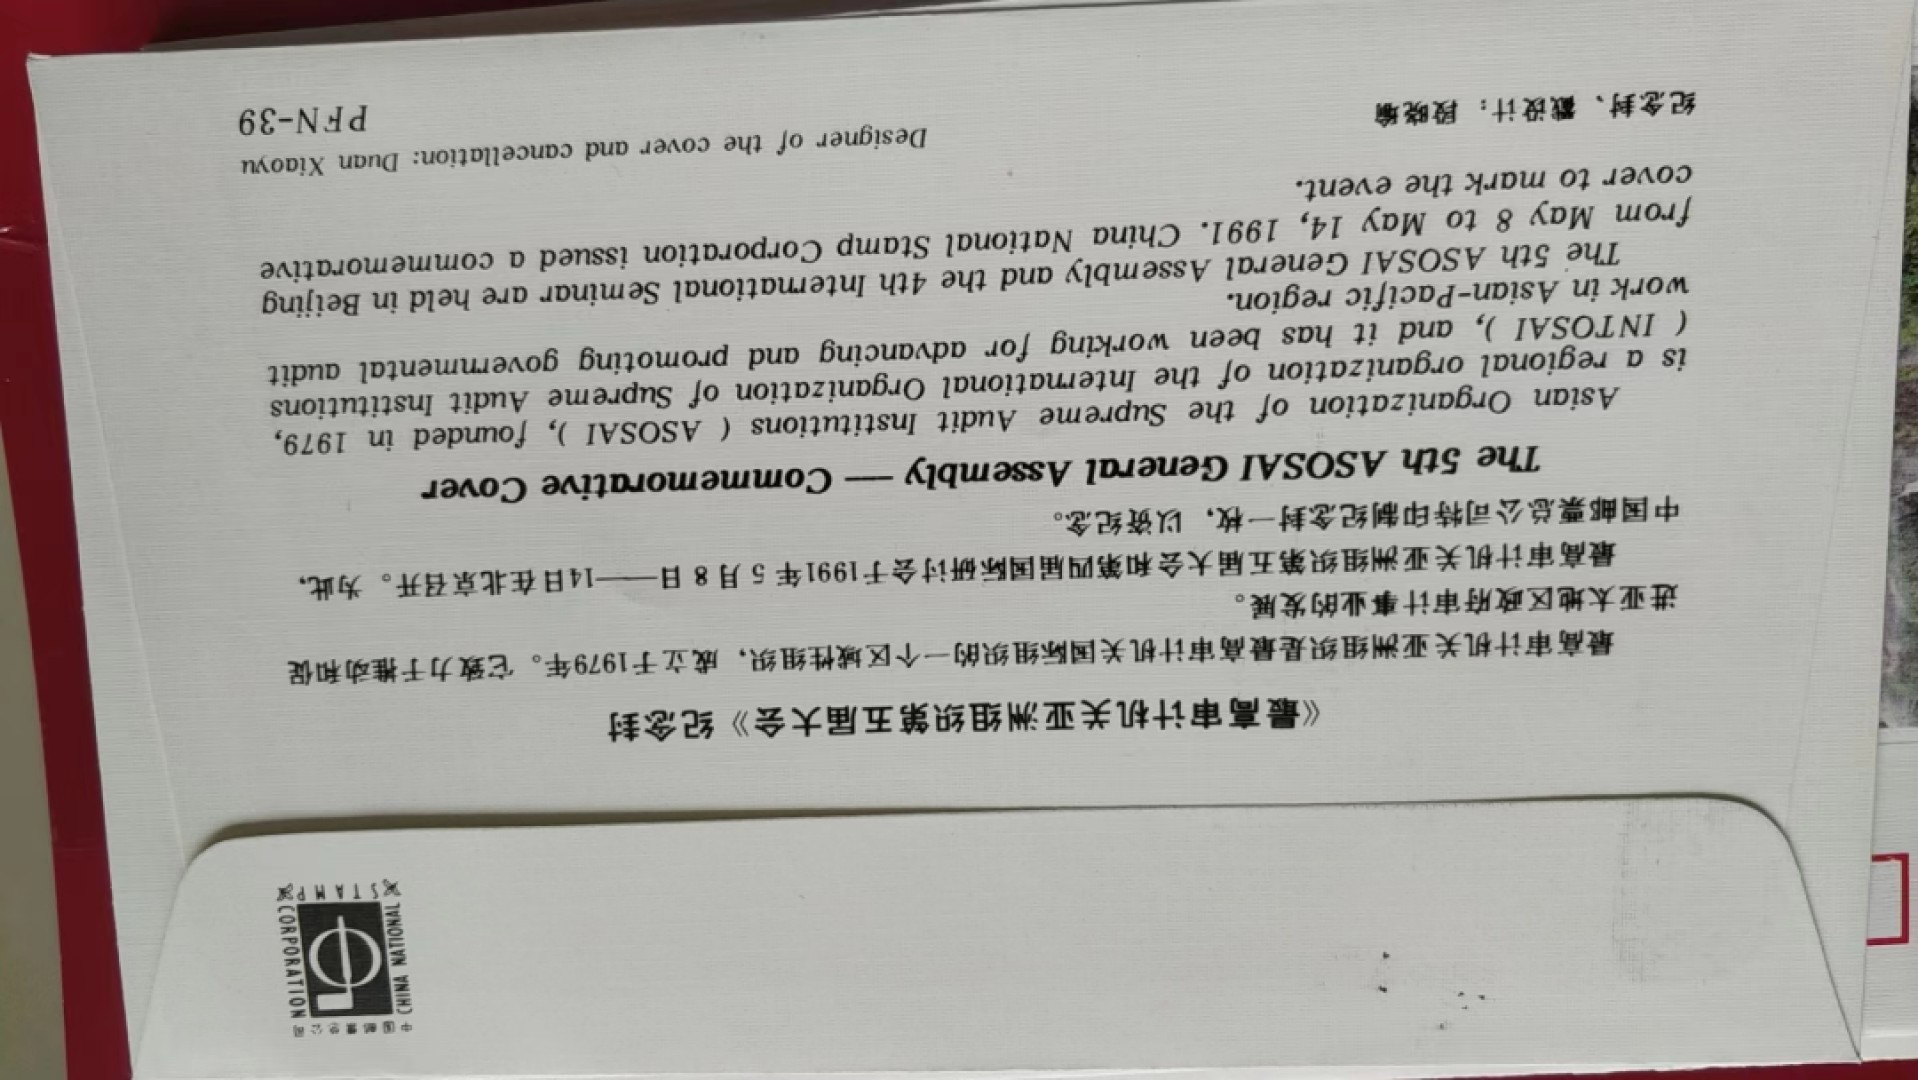 中国邮票总公司
CHINA NATIONAL
STAMP
CORPORATION
《最高审计机关亚洲组织第五届大会》纪念封
最高审计机关亚洲组织是最高审计机关国际组织的一个区域性组织，成立于1979年。它致力于推动和促
进亚太地区政府审计事业的发展。
最高审计机关亚洲组织第五届大会和第四届国际研讨会于1991年5月8日——14日在北京召开。为此，
中国邮票总公司特印制纪念封一枚，以资纪念。
The 5th ASOSAI General Assembly — Commemorative Cover
Asian Organization of the Supreme Audit Institutions ( ASOSAI ), founded in 1979,
is a regional organization of the International Organization of Supreme Audit Institutions
( INTOSAI ), and it has been working for advancing and promoting governmental audit
work in Asian-Pacific region.
The 5th ASOSAI General Assembly and the 4th International Seminar are held in Beijing
from May 8 to May 14, 1991. China National Stamp Corporation issued a commemorative
cover to mark the event.
纪念封、戳设计：段晓瑜
Designer of the cover and cancellation: Duan Xiaoyu
PFN-39